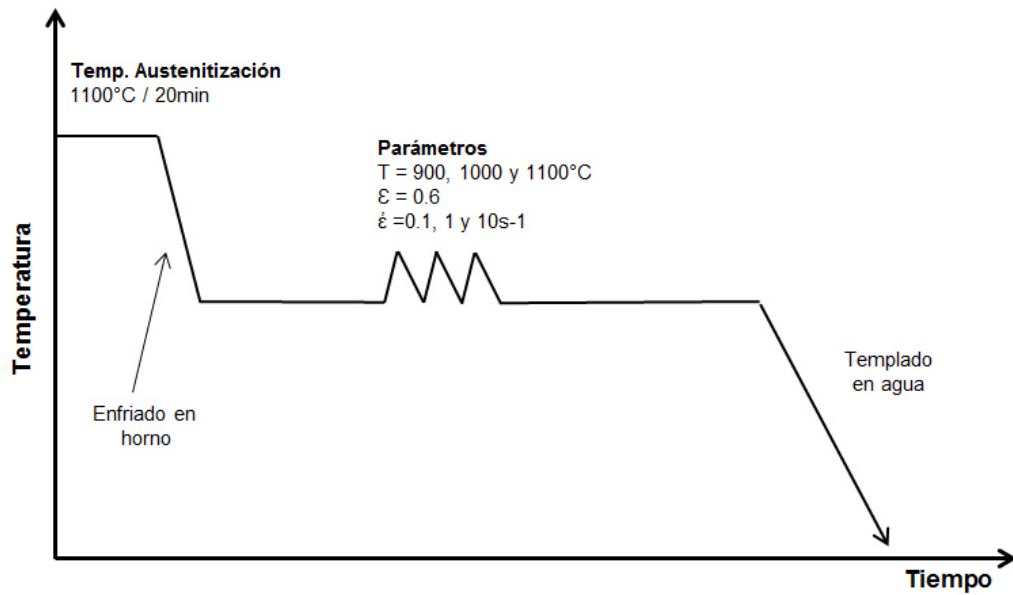 Temp. Austenitización
1100°C / 20min
Parámetros
T = 900, 1000 y 1100°C
Ɛ = 0.6
έ =0.1, 1 y 10s-1
Temperatura
Enfriado en
horno
Templado
en agua
Tiempo